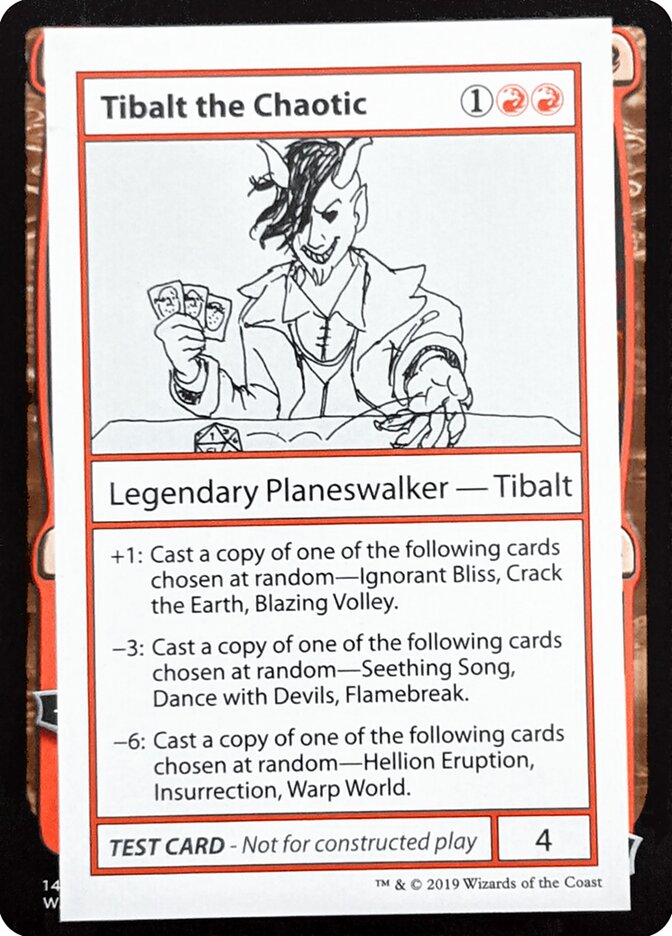 Tibalt the Chaotic 1
Legendary Planeswalker — Tibalt
+1: Cast a copy of one of the following cards
chosen at random—Ignorant Bliss, Crack
the Earth, Blazing Volley.
−3: Cast a copy of one of the following cards
chosen at random—Seething Song,
Dance with Devils, Flamebreak.
−6: Cast a copy of one of the following cards
chosen at random—Hellion Eruption,
Insurrection, Warp World.
TEST CARD - Not for constructed play 4
™ & © 2019 Wizards of the Coast
14
W